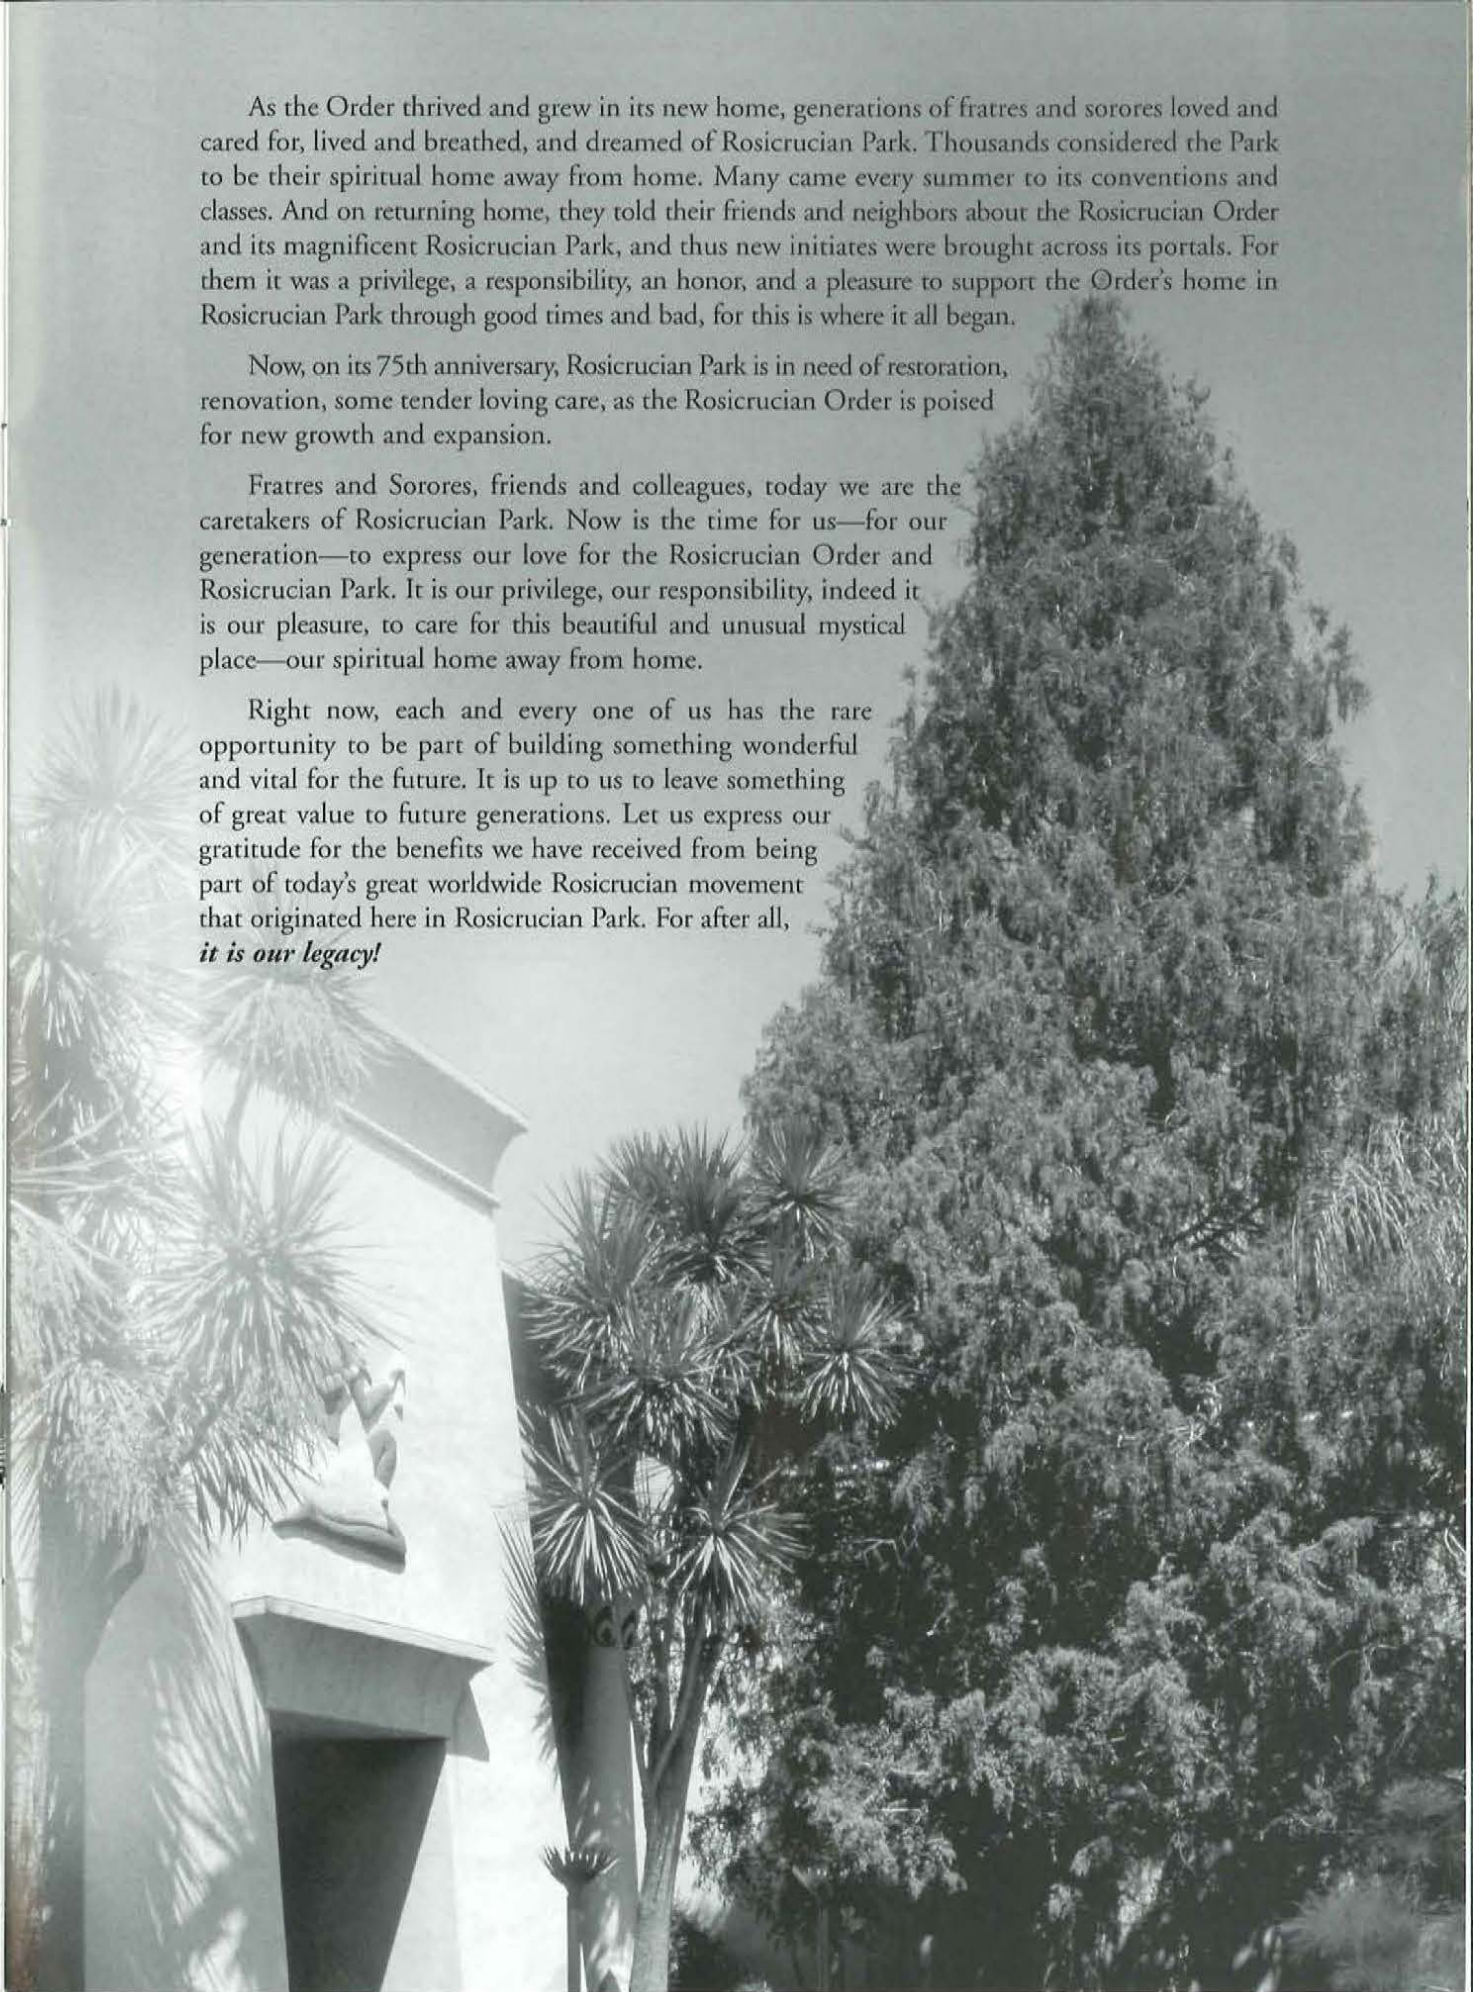 As the Order thrived and grew in its new home, generations of fratres and sorores loved and
cared for, lived and breathed, and dreamed of Rosicrucian Park. Thousands considered the Park
to be their spiritual home away from home. Many came every summer to its conventions and
classes. And on returning home, they told their friends and neighbors about the Rosicrucian Order
and its magnificent Rosicrucian Park, and thus new initiates were brought across its portals. For
them it was a privilege, a responsibility, an honor, and a pleasure to support the Order's home in
Rosicrucian Park through good times and bad, for this is where it all began.
Now, on its 75th anniversary, Rosicrucian Park is in need of restoration,
renovation, some tender loving care, as the Rosicrucian Order is poised
for new growth and expansion.
Fratres and Sorores, friends and colleagues, today we are the
caretakers of Rosicrucian Park. Now is the time for us—for our
generation—to express our love for the Rosicrucian Order and
Rosicrucian Park. It is our privilege, our responsibility, indeed it
is our pleasure, to care for this beautiful and unusual mystical
place—our spiritual home away from home.
Right now, each and every one of us has the rare
opportunity to be part of building something wonderful
and vital for the future. It is up to us to leave something
of great value to future generations. Let us express our
gratitude for the benefits we have received from being
part of today's great worldwide Rosicrucian movement
that originated here in Rosicrucian Park. For after all,
it is our legacy!